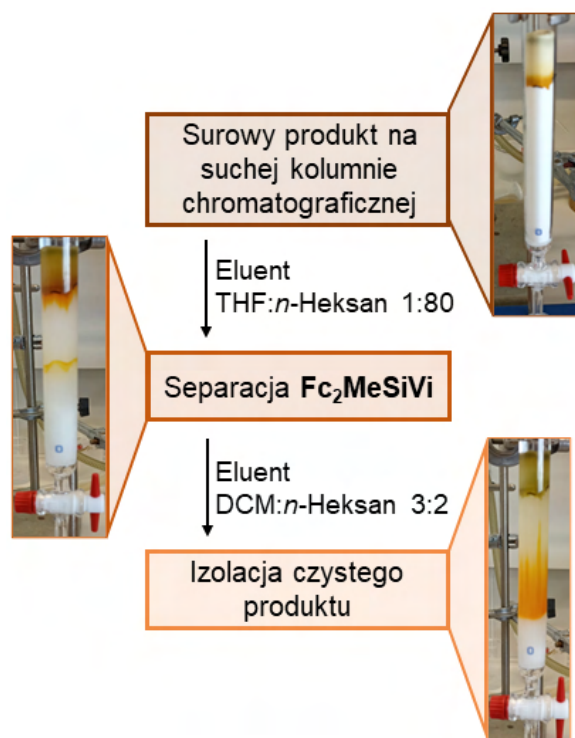 Surowy produkt na
suchej kolumnie
chromatograficznej
Eluent
THF:n-Heksan 1:80
Separacja Fc₂MeSiVi
Eluent
DCM:n-Heksan 3:2
Izolacja czystego
produktu